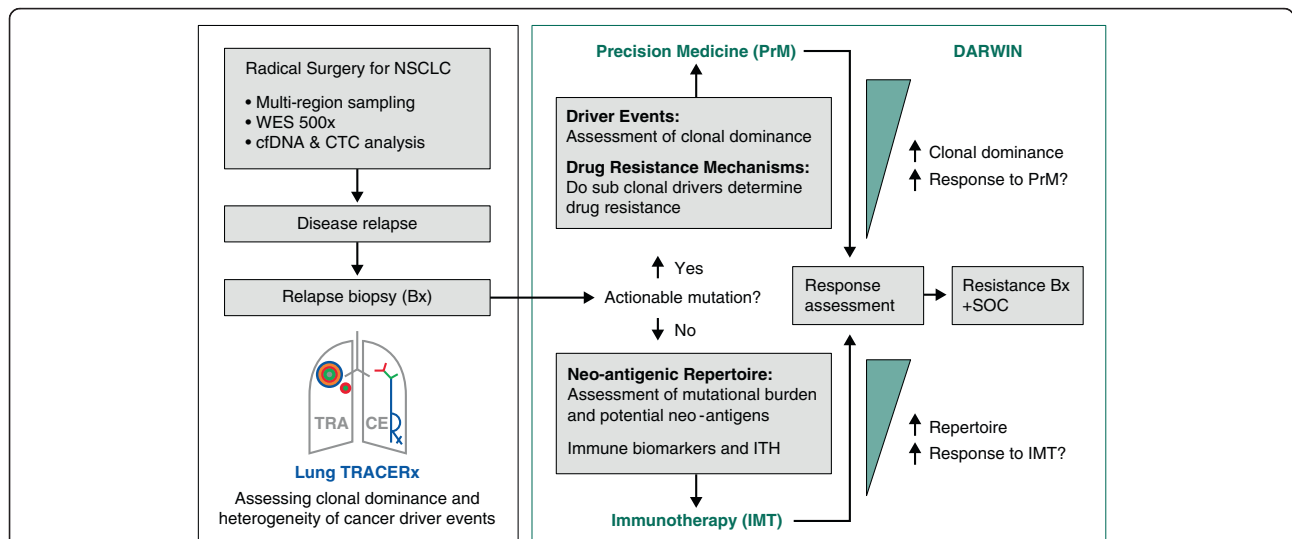 Radical Surgery for NSCLC
• Multi-region sampling
• WES 500x
• cfDNA & CTC analysis
Disease relapse
Relapse biopsy (Bx)
TRA CE Rx
Lung TRACERx
Assessing clonal dominance and
heterogeneity of cancer driver events
Precision Medicine (PrM)
DARWIN
Driver Events:
Assessment of clonal dominance
Drug Resistance Mechanisms:
Do sub clonal drivers determine
drug resistance
Clonal dominance
Response to PrM?
Yes
Actionable mutation?
No
Response
assessment
Resistance Bx
+SOC
Neo-antigenic Repertoire:
Assessment of mutational burden
and potential neo-antigens
Immune biomarkers and ITH
Repertoire
Response to IMT?
Immunotherapy (IMT)